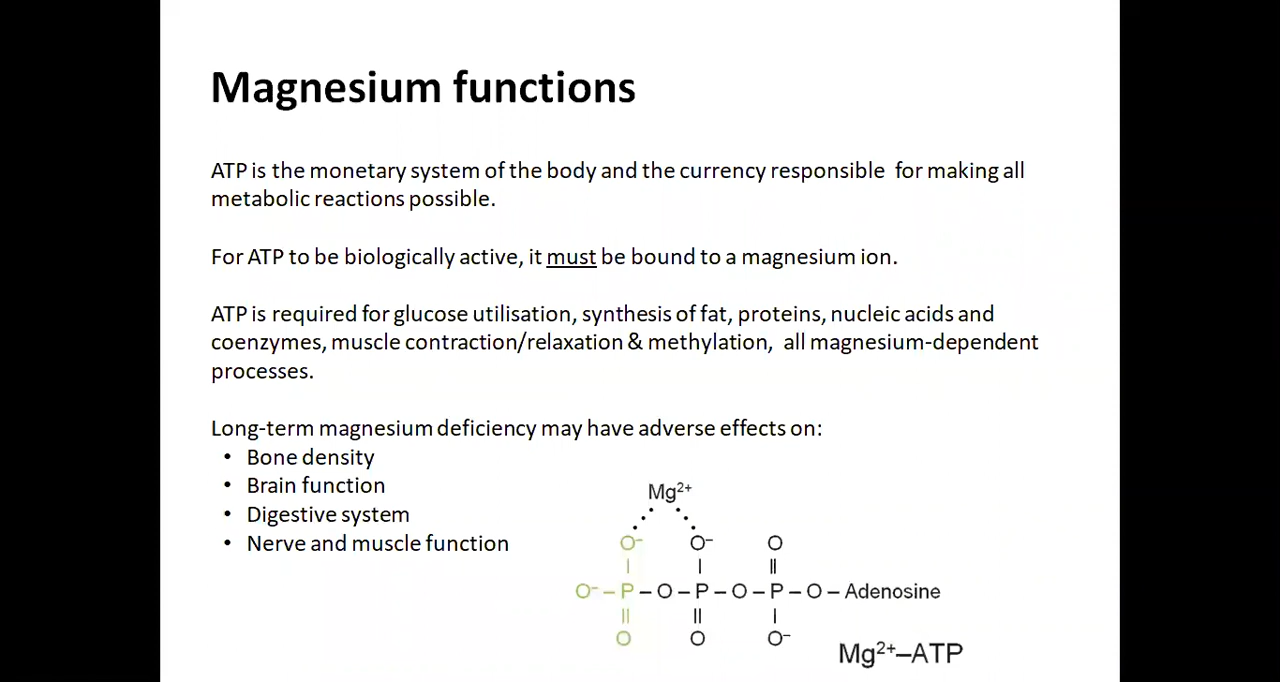 Magnesium functions
ATP is the monetary system of the body and the currency responsible for making all
metabolic reactions possible.
For ATP to be biologically active, it must be bound to a magnesium ion.
ATP is required for glucose utilisation, synthesis of fat, proteins, nucleic acids and
coenzymes, muscle contraction/relaxation & methylation, all magnesium-dependent
processes.
Long-term magnesium deficiency may have adverse effects on:
• Bone density
• Brain function
• Digestive system
• Nerve and muscle function
Mg²⁺
O⁻ O⁻ O
O⁻ – P – O – P – O – P – O – Adenosine
O O O⁻
Mg²⁺–ATP